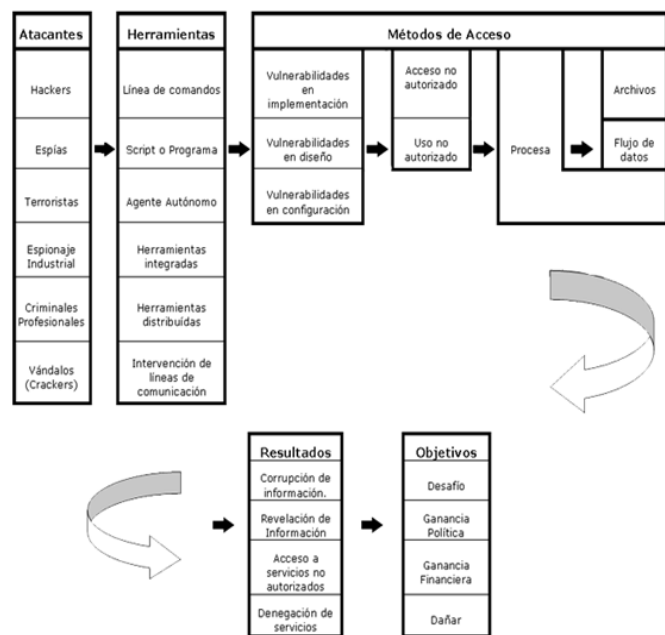 Atacantes
Hackers
Espías
Terroristas
Espionaje
Industrial
Criminales
Profesionales
Vándalos
(Crackers)
Herramientas
Línea de comandos
Script o Programa
Agente Autónomo
Herramientas
integradas
Herramientas
distribuídas
Intervención de
líneas de
comunicación
Métodos de Acceso
Vulnerabilidades
en
implementación
Vulnerabilidades
en diseño
Vulnerabilidades
en configuración
Acceso no
autorizado
Uso no
autorizado
Procesa
Archivos
Flujo de
datos
Resultados
Corrupción de
información.
Revelación de
Información
Acceso a
servicios no
autorizados
Denegación de
servicios
Objetivos
Desafío
Ganancia
Política
Ganancia
Financiera
Dañar